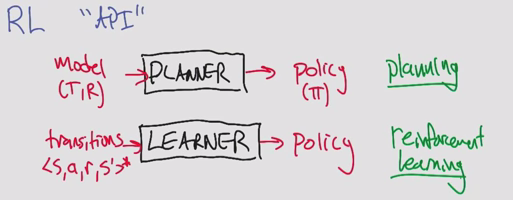 RL "API"
model
(T,R)
PLANNER
policy
(π)
planning
transitions
<s,a,r,s'>*
LEARNER
policy
reinforcement
learning